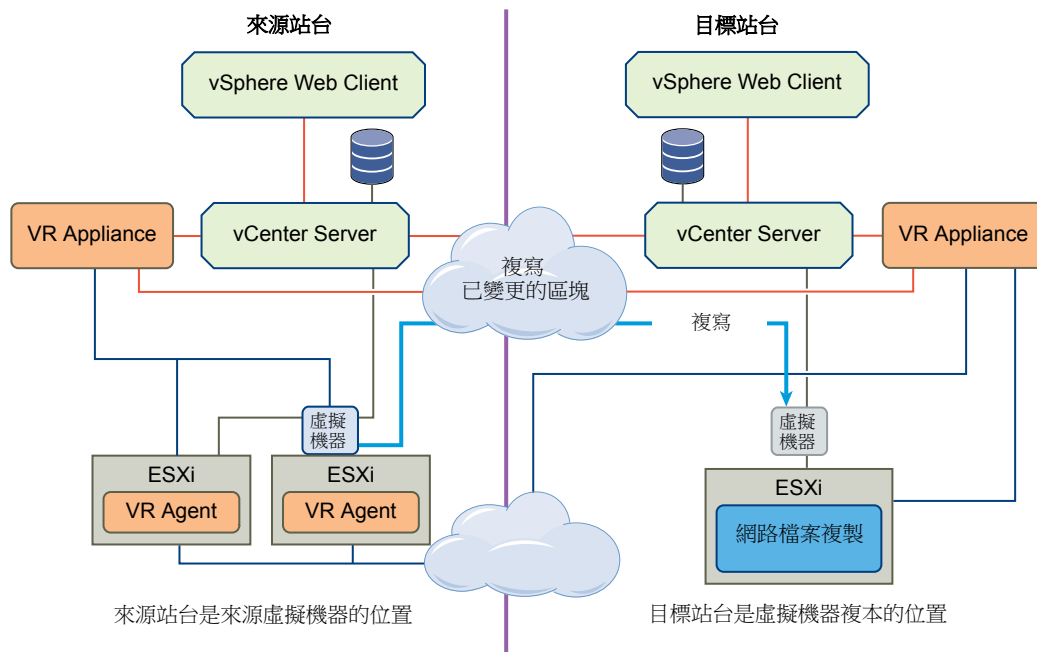 來源站台
目標站台
vSphere Web Client
vSphere Web Client
VR Appliance
vCenter Server
vCenter Server
VR Appliance
複寫
已變更的區塊
複寫
虛擬
機器
虛擬
機器
ESXi
VR Agent
ESXi
VR Agent
ESXi
網路檔案複製
來源站台是來源虛擬機器的位置
目標站台是虛擬機器複本的位置